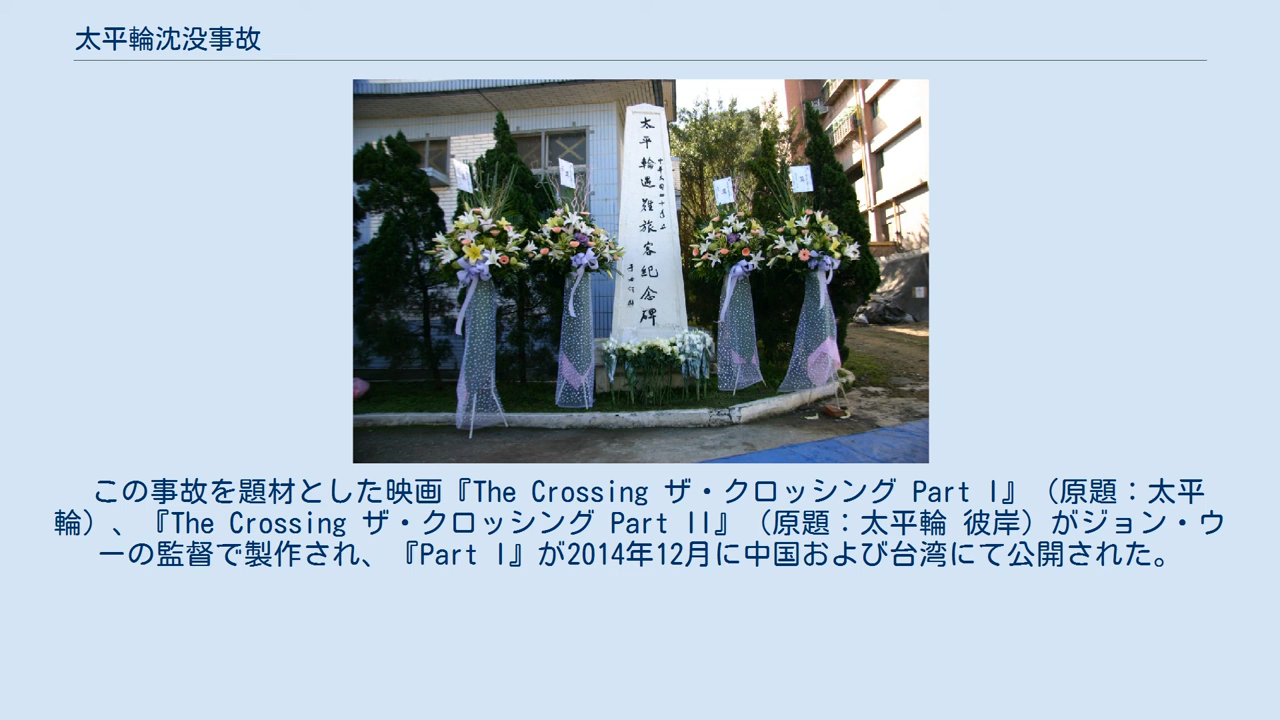 太平輪沈没事故
太平輪遇難旅客紀念碑
この事故を題材とした映画『The Crossing ザ・クロッシング Part I』（原題：太平
輪）、『The Crossing ザ・クロッシング Part II』（原題：太平輪 彼岸）がジョン・ウ
ーの監督で製作され、『Part I』が2014年12月に中国および台湾にて公開された。